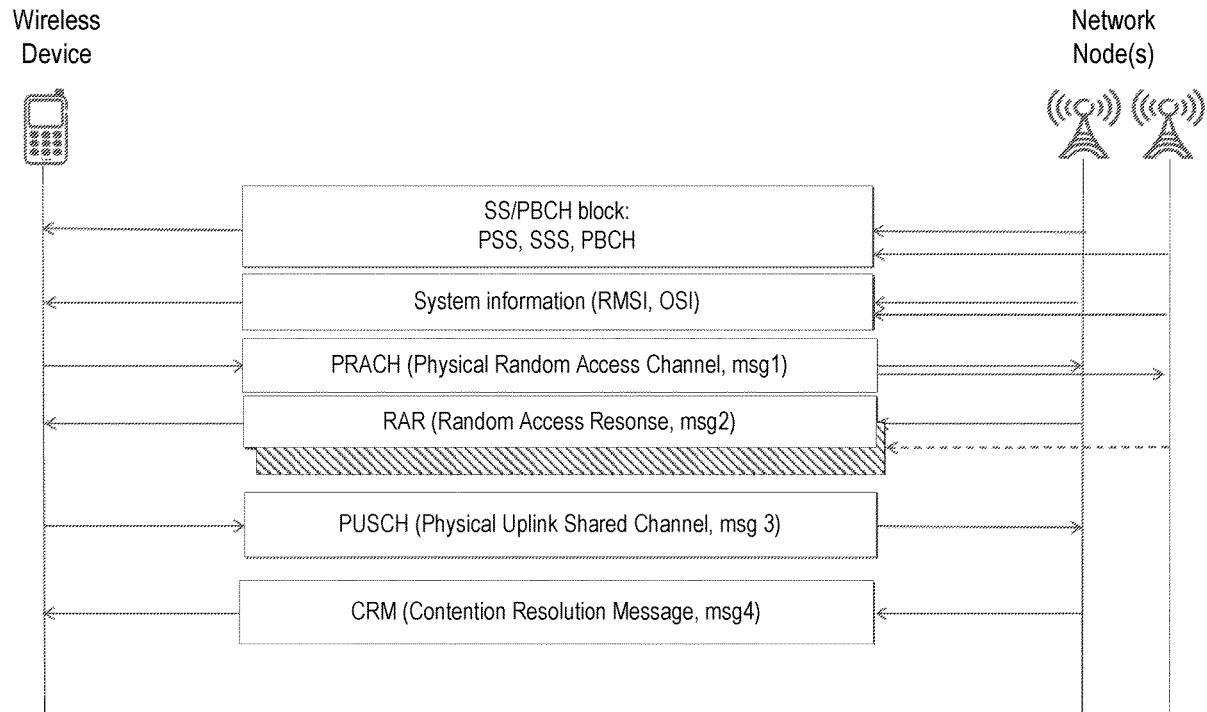 Wireless
Device
Network
Node(s)
SS/PBCH block:
PSS, SSS, PBCH
System information (RMSI, OSI)
PRACH (Physical Random Access Channel, msg1)
RAR (Random Access Resonse, msg2)
PUSCH (Physical Uplink Shared Channel, msg 3)
CRM (Contention Resolution Message, msg4)